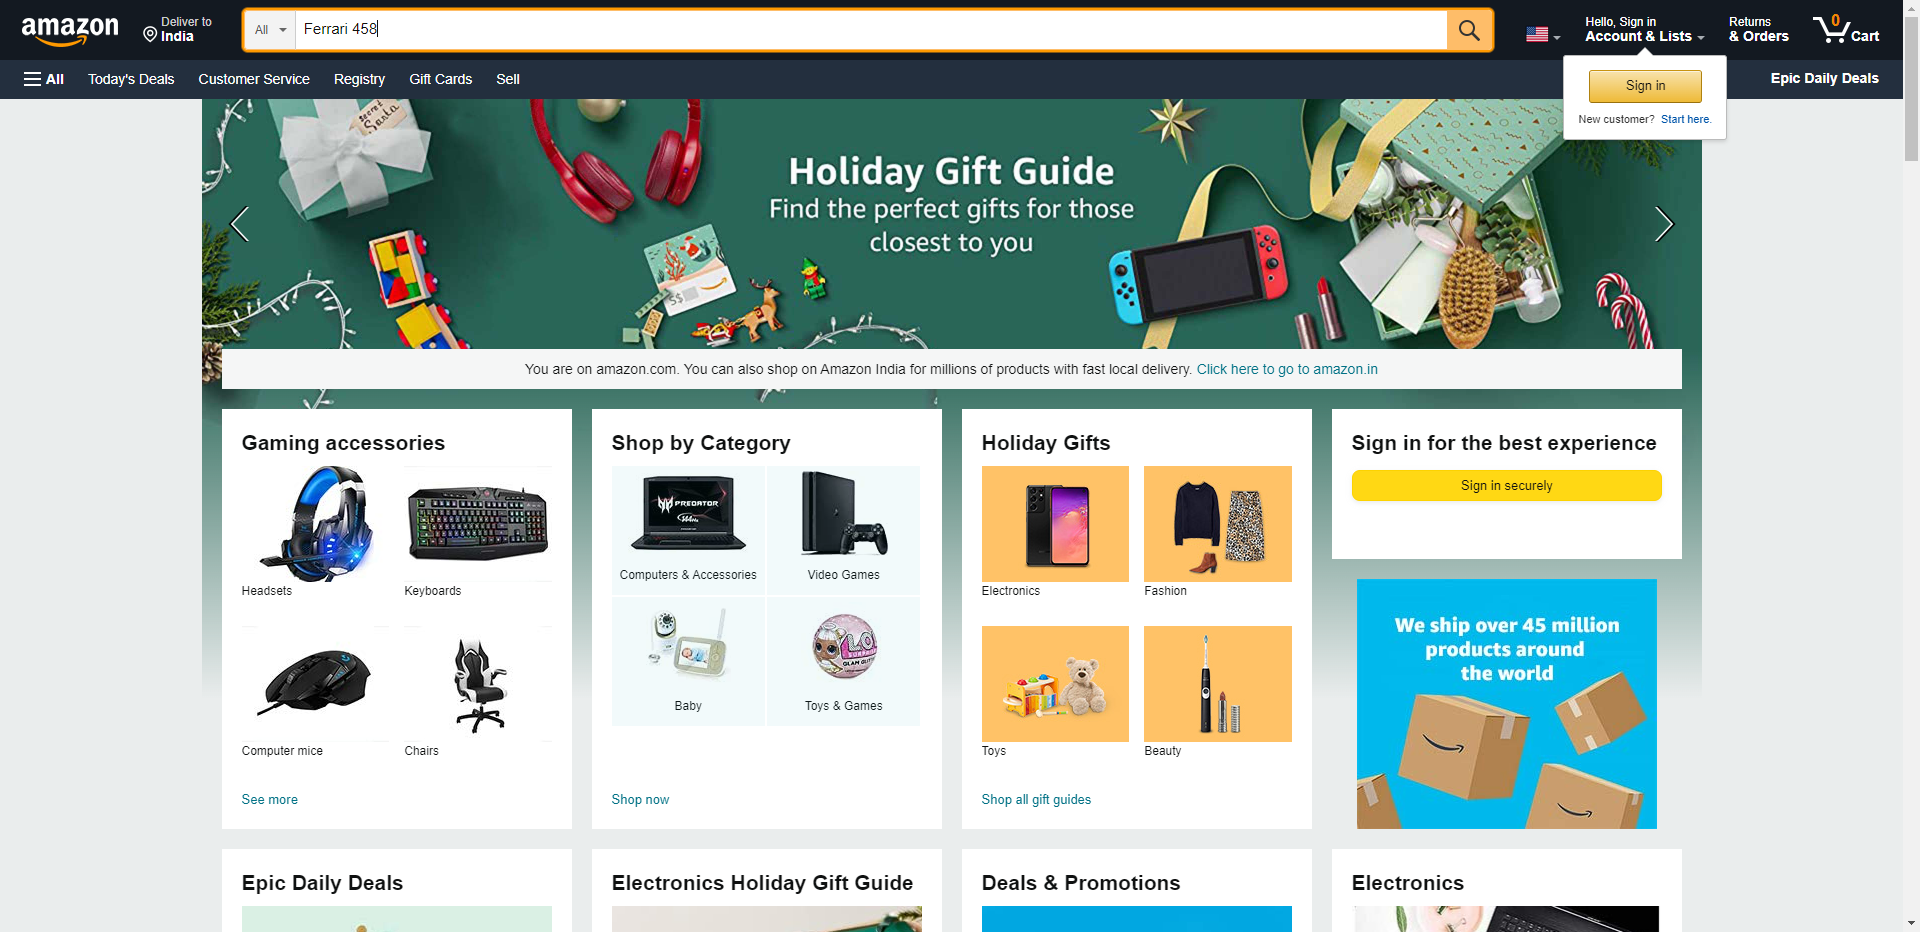 amazon
Deliver to
India
All
Ferrari 458
Hello, Sign in
Account & Lists
Returns
& Orders
0
Cart
All
Today's Deals
Customer Service
Registry
Gift Cards
Sell
Epic Daily Deals
Sign in
New customer? Start here.
Secret
Santa
Holiday Gift Guide
Find the perfect gifts for those
closest to you
S$
You are on amazon.com. You can also shop on Amazon India for millions of products with fast local delivery. Click here to go to amazon.in
Gaming accessories
Headsets
Keyboards
Computer mice
Chairs
See more
Shop by Category
PREDATOR
Computers & Accessories
Video Games
L.O.L.
SURPRISE
GLAM GLITTER
Baby
Toys & Games
Shop now
Holiday Gifts
Electronics
Fashion
Toys
Beauty
Shop all gift guides
Sign in for the best experience
Sign in securely
We ship over 45 million
products around
the world
Epic Daily Deals
Electronics Holiday Gift Guide
Deals & Promotions
Electronics